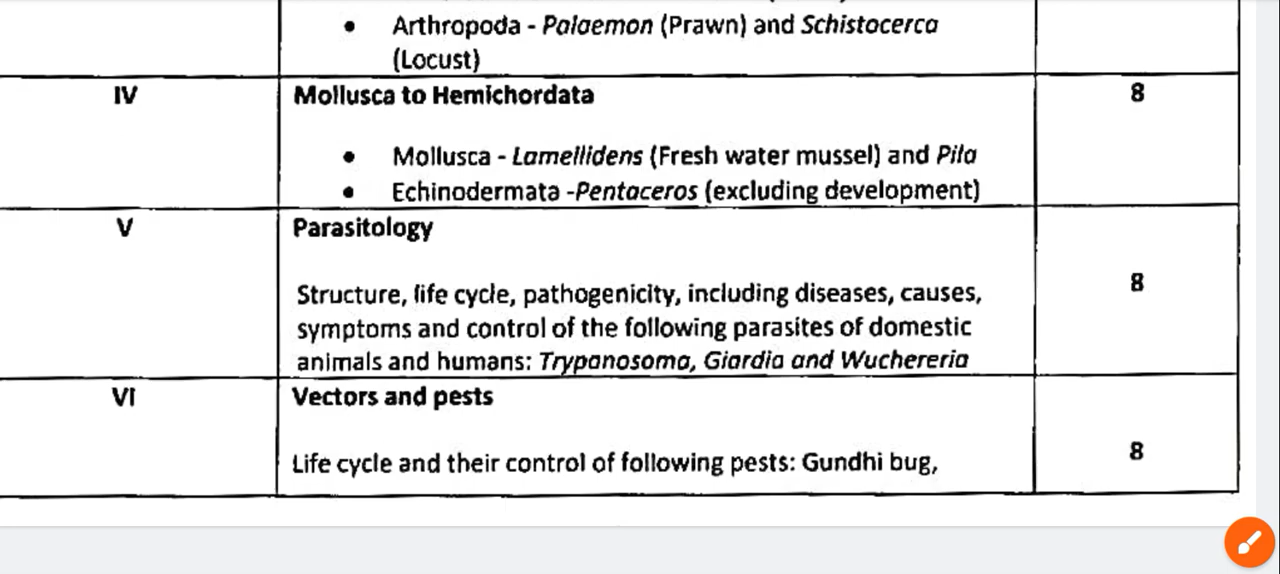 • Arthropoda - Palaemon (Prawn) and Schistocerca
(Locust)
IV
Mollusca to Hemichordata
8
• Mollusca - Lamellidens (Fresh water mussel) and Pila
• Echinodermata -Pentaceros (excluding development)
V
Parasitology
8
Structure, life cycle, pathogenicity, including diseases, causes,
symptoms and control of the following parasites of domestic
animals and humans: Trypanosoma, Giardia and Wuchereria
VI
Vectors and pests
8
Life cycle and their control of following pests: Gundhi bug,